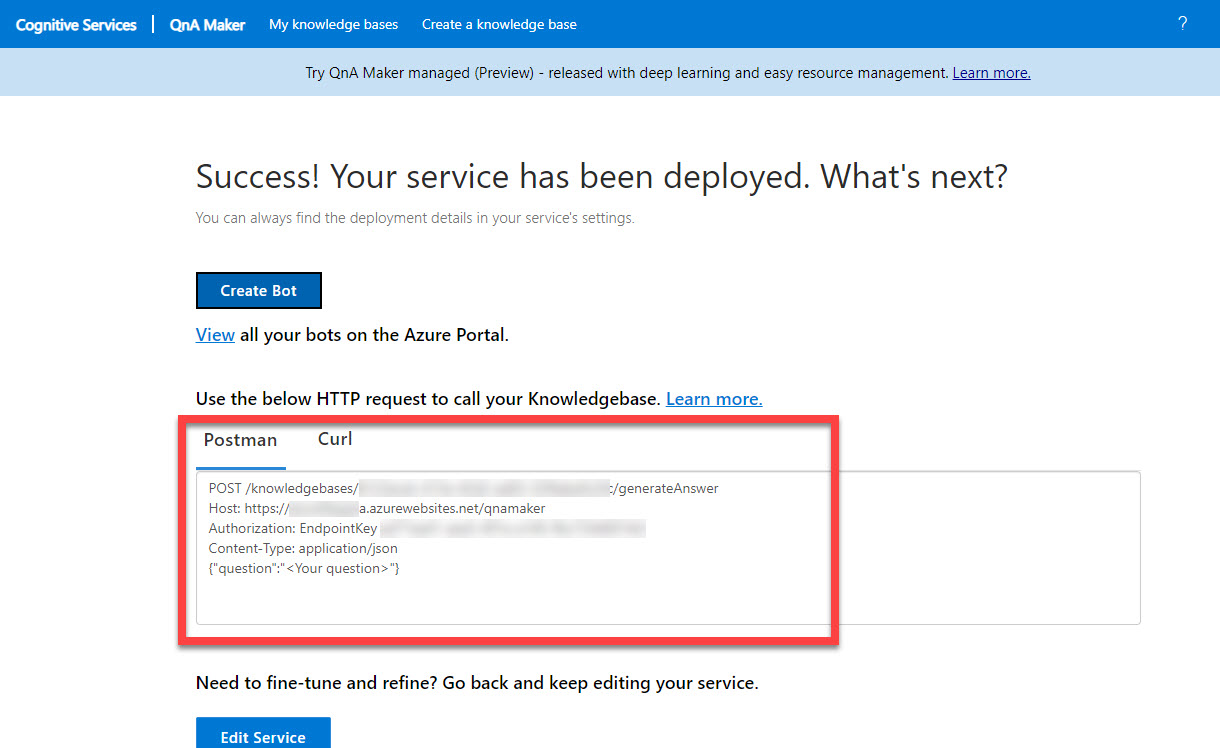 Cognitive Services | QnA Maker My knowledge bases Create a knowledge base ?
Try QnA Maker managed (Preview) - released with deep learning and easy resource management. Learn more.
Success! Your service has been deployed. What's next?
You can always find the deployment details in your service's settings.
Create Bot
View all your bots on the Azure Portal.
Use the below HTTP request to call your Knowledgebase. Learn more.
Postman Curl
POST /knowledgebases/ c/generateAnswer
Host: https:// a.azurewebsites.net/qnamaker
Authorization: EndpointKey
Content-Type: application/json
{"question":"<Your question>"}
Need to fine-tune and refine? Go back and keep editing your service.
Edit Service